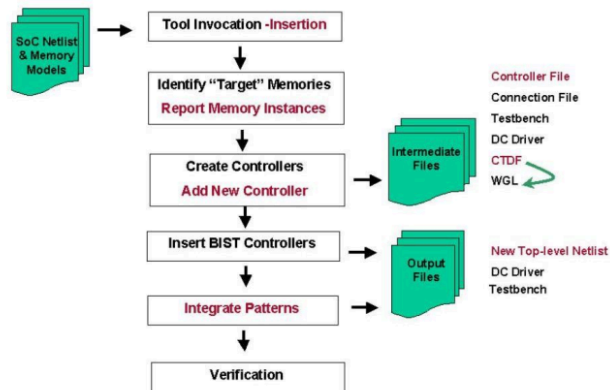 SoC Netlist
& Memory
Models
Tool Invocation -Insertion
Identify “Target” Memories
Report Memory Instances
Create Controllers
Add New Controller
Intermediate
Files
Controller File
Connection File
Testbench
DC Driver
CTDF
WGL
Insert BIST Controllers
Output
Files
New Top-level Netlist
DC Driver
Testbench
Integrate Patterns
Verification